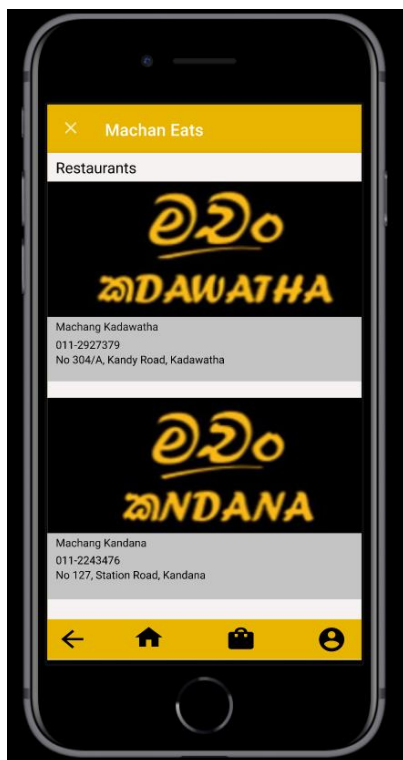 Machan Eats
Restaurants
මචං
කDAWATHA
Machang Kadawatha
011-2927379
No 304/A, Kandy Road, Kadawatha
මචං
කNDANA
Machang Kandana
011-2243476
No 127, Station Road, Kandana